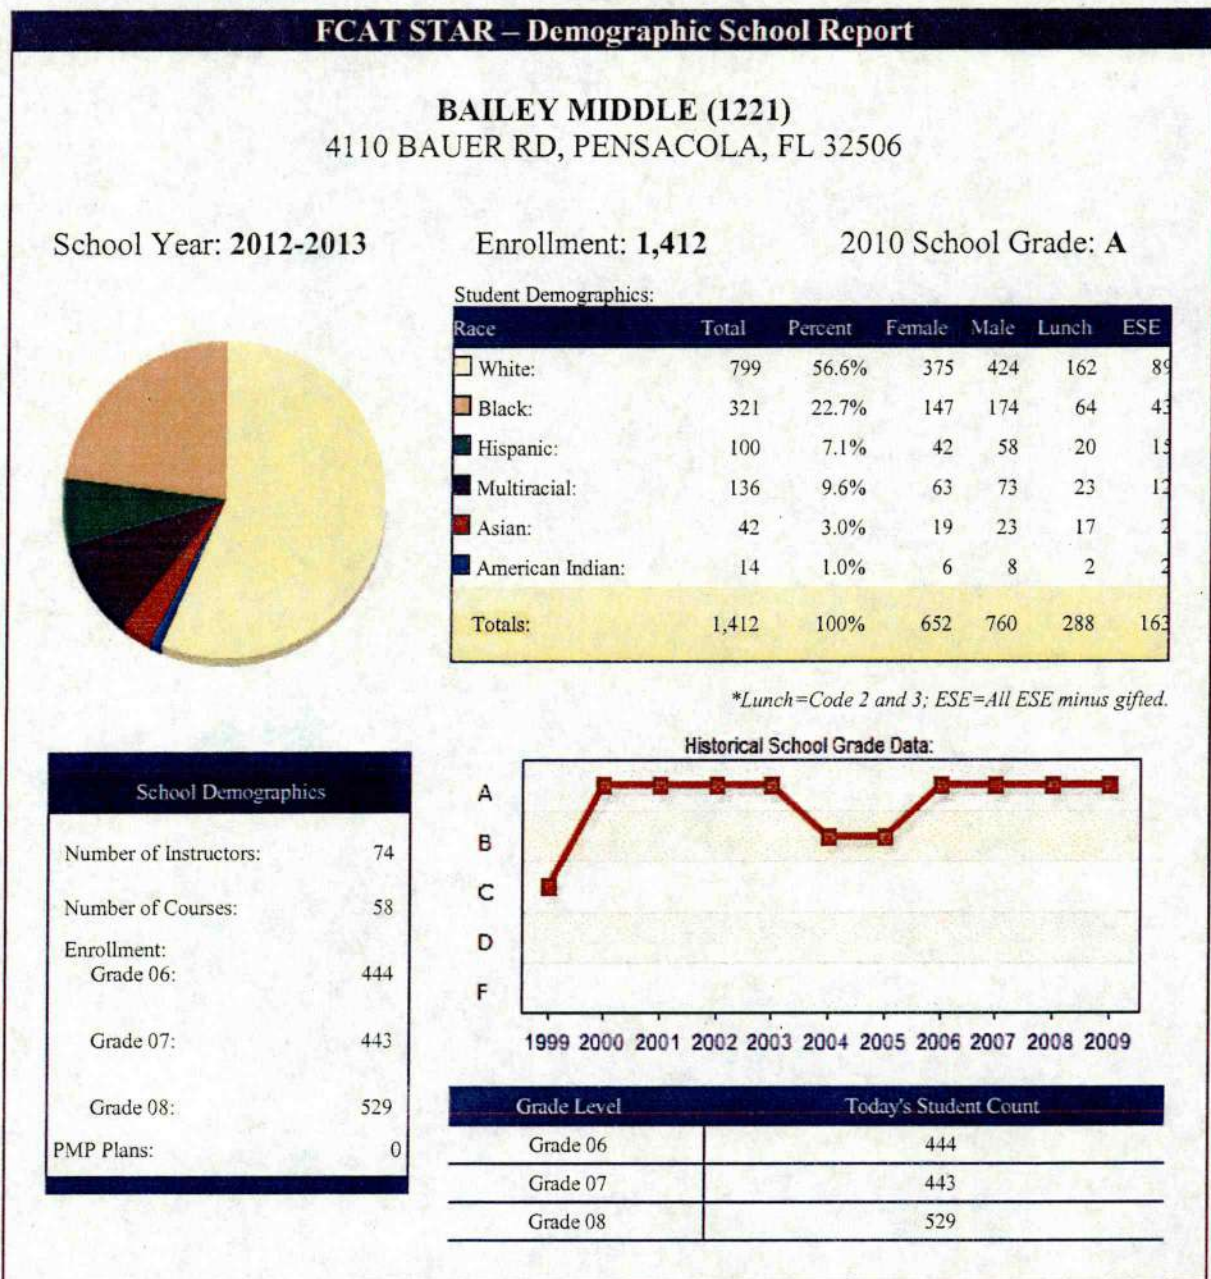 FCAT STAR – Demographic School Report
BAILEY MIDDLE (1221)
4110 BAUER RD, PENSACOLA, FL 32506
School Year: 2012-2013 Enrollment: 1,412 2010 School Grade: A
Student Demographics:
Race Total Percent Female Male Lunch ESE
White: 799 56.6% 375 424 162 89
Black: 321 22.7% 147 174 64 43
Hispanic: 100 7.1% 42 58 20 15
Multiracial: 136 9.6% 63 73 23 12
Asian: 42 3.0% 19 23 17 2
American Indian: 14 1.0% 6 8 2 2
Totals: 1,412 100% 652 760 288 163
*Lunch=Code 2 and 3; ESE=All ESE minus gifted.
School Demographics
Number of Instructors: 74
Number of Courses: 58
Enrollment:
Grade 06: 444
Grade 07: 443
Grade 08: 529
PMP Plans: 0
Historical School Grade Data:
A
B
C
D
F
1999 2000 2001 2002 2003 2004 2005 2006 2007 2008 2009
Grade Level Today's Student Count
Grade 06 444
Grade 07 443
Grade 08 529